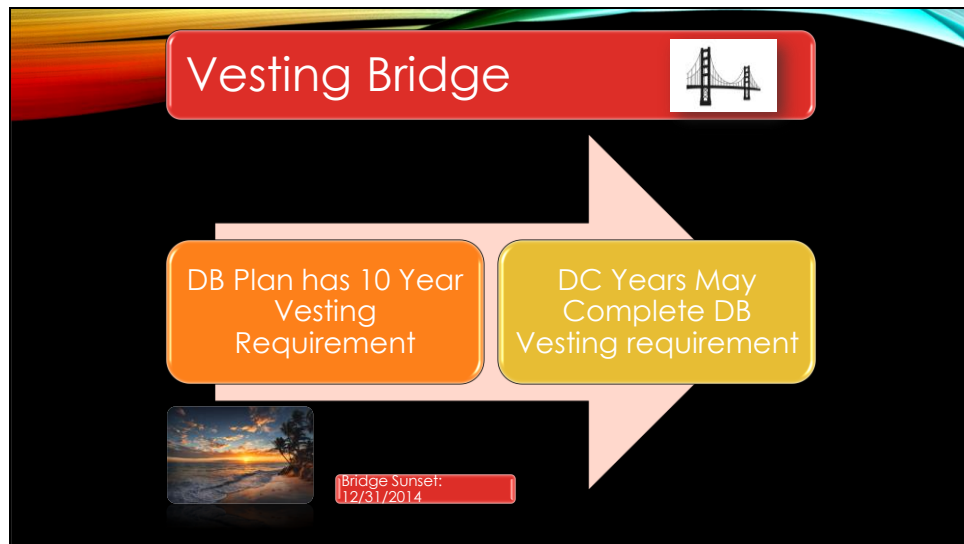 Vesting Bridge
DB Plan has 10 Year
Vesting
Requirement
DC Years May
Complete DB
Vesting requirement
Bridge Sunset:
12/31/2014